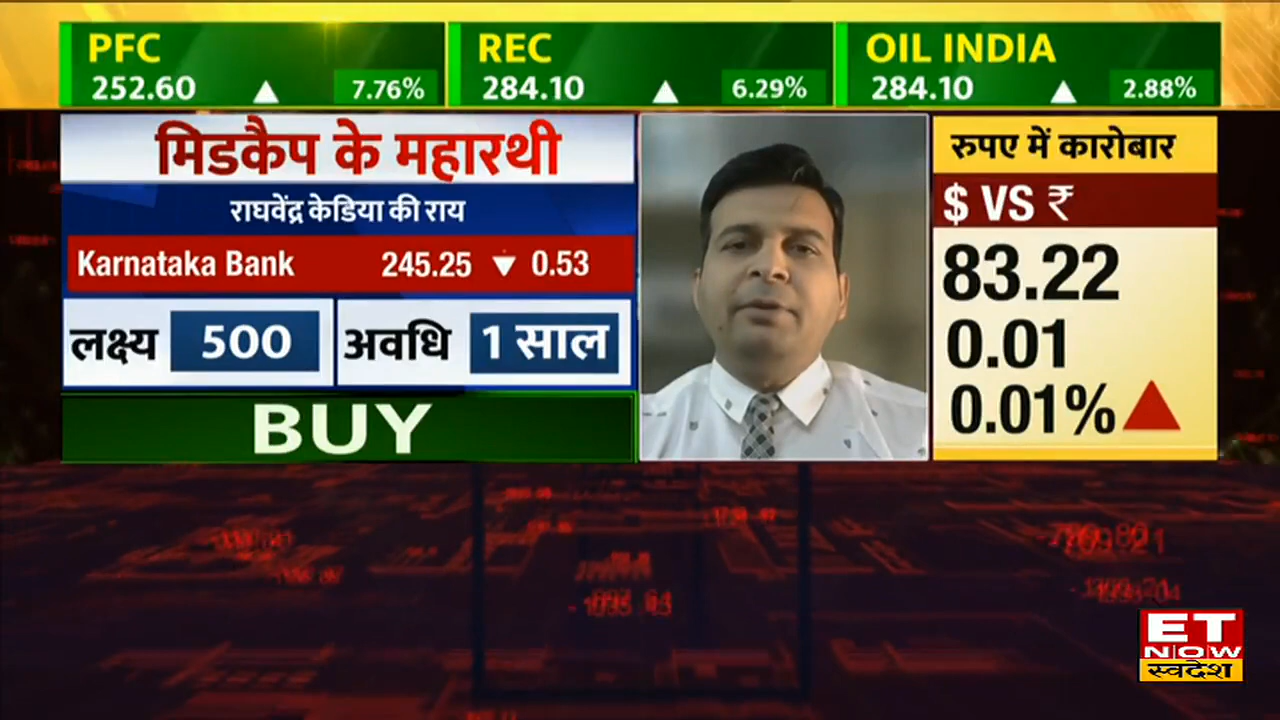 PFC
252.60 ▲ 7.76%
REC
284.10 ▲ 6.29%
OIL INDIA
284.10 ▲ 2.88%
मिडकैप के महारथी
राघवेंद्र केडिया की राय
Karnataka Bank 245.25 ▼ 0.53
लक्ष्य 500 अवधि 1 साल
BUY
रुपए में कारोबार
$ VS ₹
83.22
0.01
0.01% ▲
ET
NOW
स्वदेश